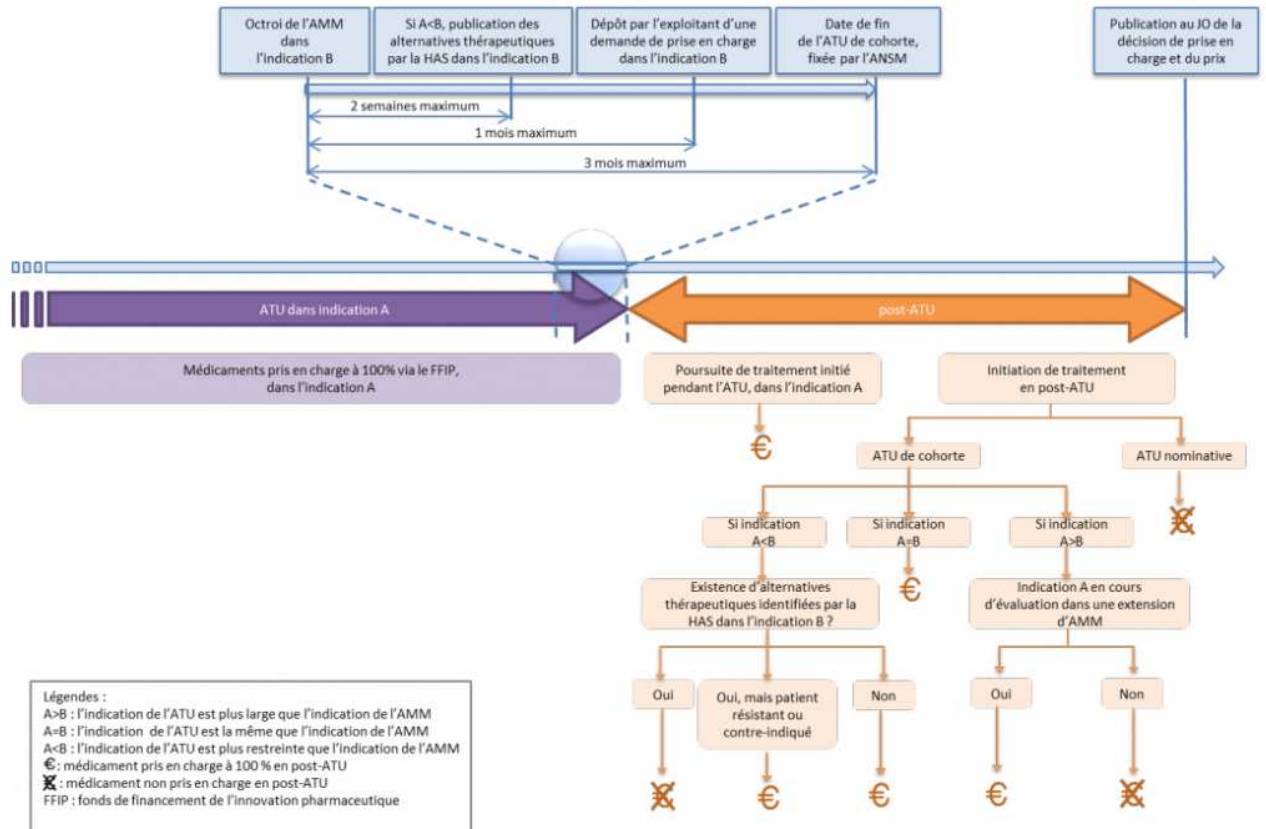 Octroi de l'AMM
dans
l'indication B
Si A<B, publication des
alternatives thérapeutiques
par la HAS dans l'indication B
Dépôt par l'exploitant d'une
demande de prise en charge
dans l'indication B
Date de fin
de l'ATU de cohorte,
fixée par l'ANSM
Publication au JO de la
décision de prise en
charge et du prix
2 semaines maximum
1 mois maximum
3 mois maximum
ATU dans indication A
post-ATU
Médicaments pris en charge à 100% via le FFIP,
dans l'indication A
Poursuite de traitement initié
pendant l'ATU, dans l'indication A
Initiation de traitement
en post-ATU
€
ATU de cohorte
ATU nominative
€
Si indication
A<B
Si indication
A=B
Si indication
A>B
€
Existence d'alternatives
thérapeutiques identifiées par la
HAS dans l'indication B ?
Indication A en cours
d'évaluation dans une extension
d'AMM
Oui
Oui, mais patient
résistant ou
contre-indiqué
Non
Oui
Non
€
€
€
€
€
Légendes :
A>B : l'indication de l'ATU est plus large que l'indication de l'AMM
A=B : l'indication de l'ATU est la même que l'indication de l'AMM
A<B : l'indication de l'ATU est plus restreinte que l'indication de l'AMM
€ : médicament pris en charge à 100 % en post-ATU
€ : médicament non pris en charge en post-ATU
FFIP : fonds de financement de l'innovation pharmaceutique